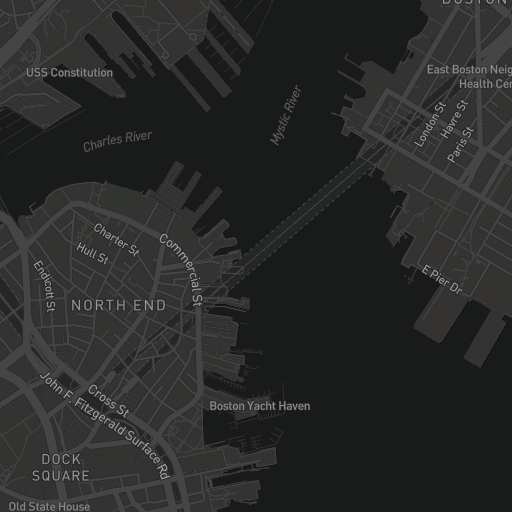 BOSTON
USS Constitution
East Boston Neig
Health Cen
Mystic River
London St
Havre St
Paris St
Charles River
Charter St
Hull St
Commercial St
Endicott St
E Pier Dr
NORTH END
Cross St
John F. Fitzgerald Surface Rd
Boston Yacht Haven
DOCK
SQUARE
Old State House